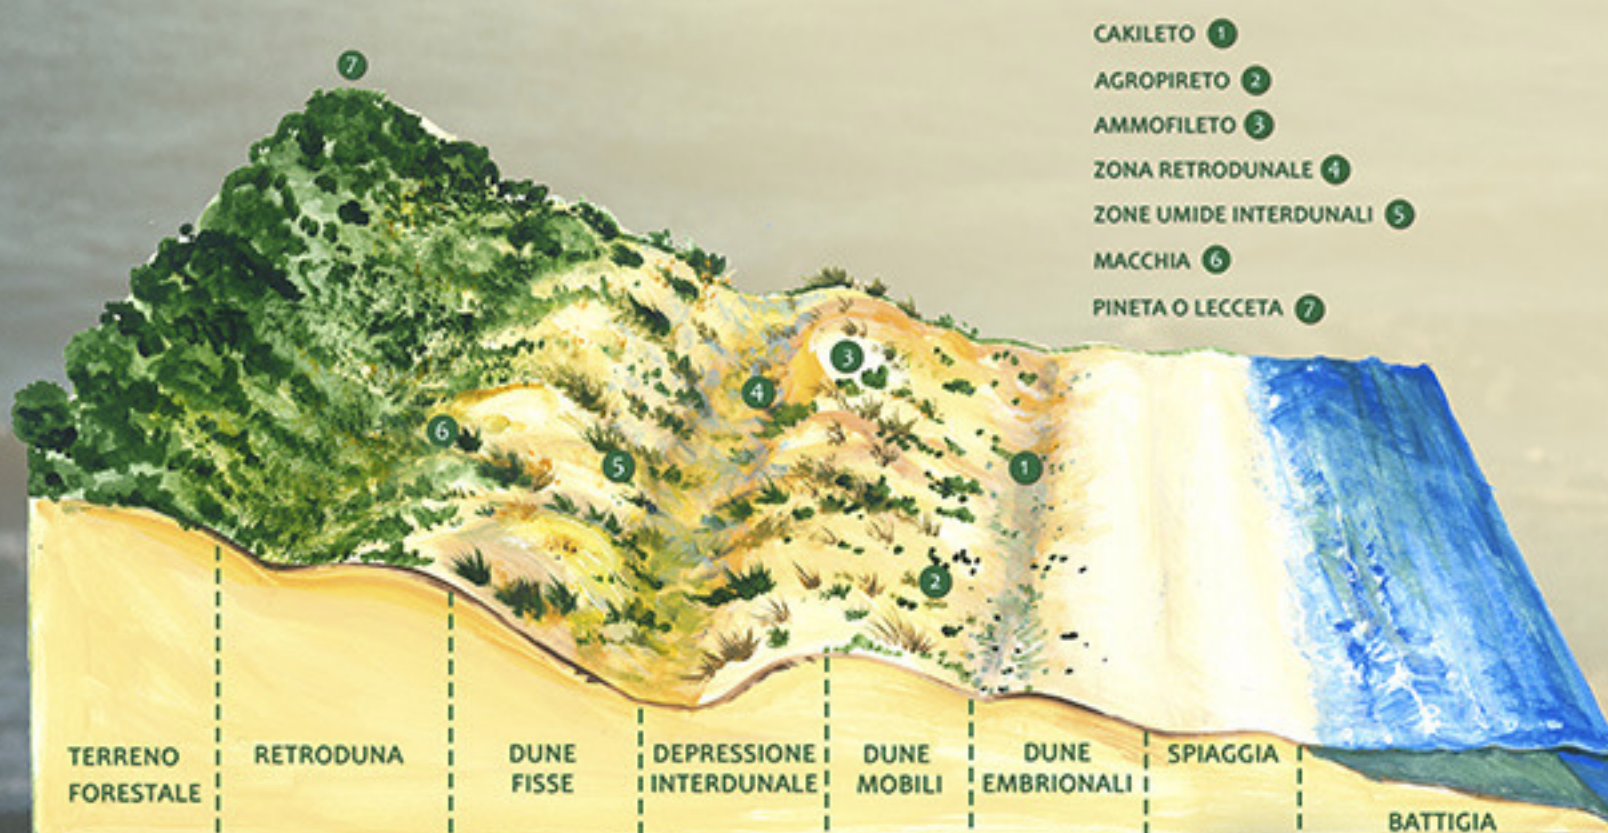 CAKILETO 1
AGROPIRETO 2
AMMOFILETO 3
ZONA RETRODUNALE 4
ZONE UMIDE INTERDUNALI 5
MACCHIA 6
PINETA O LECCETA 7
7
3
4
6
5
1
2
TERRENO
FORESTALE
RETRODUNA
DUNE
FISSE
DEPRESSIONE
INTERDUNALE
DUNE
MOBILI
DUNE
EMBRIONALI
SPIAGGIA
BATTIGIA